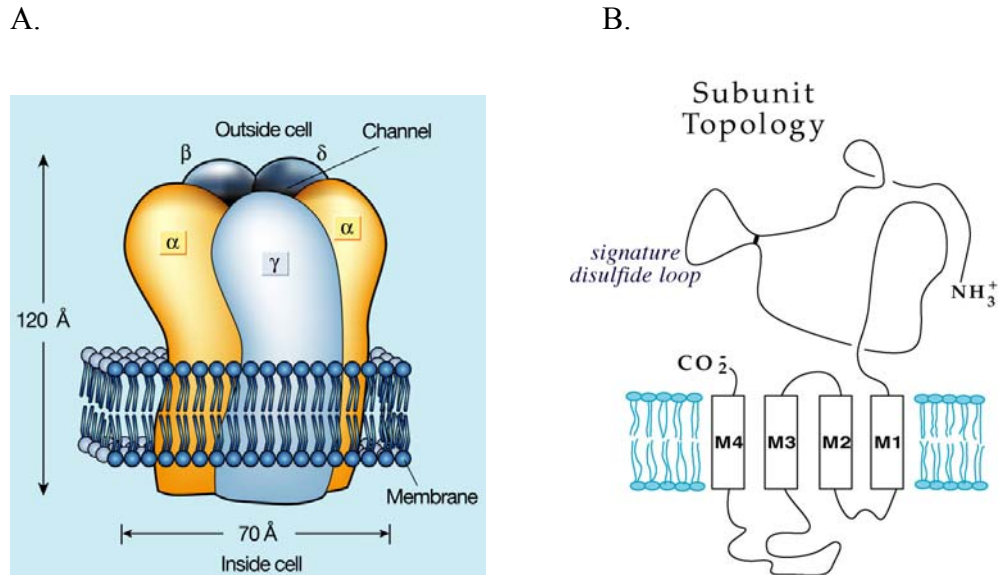 A.
B.
Outside cell
Channel
β
δ
α
α
γ
120 Å
Membrane
70 Å
Inside cell
Subunit
Topology
signature
disulfide loop
NH₃⁺
CO₂⁻
M4
M3
M2
M1